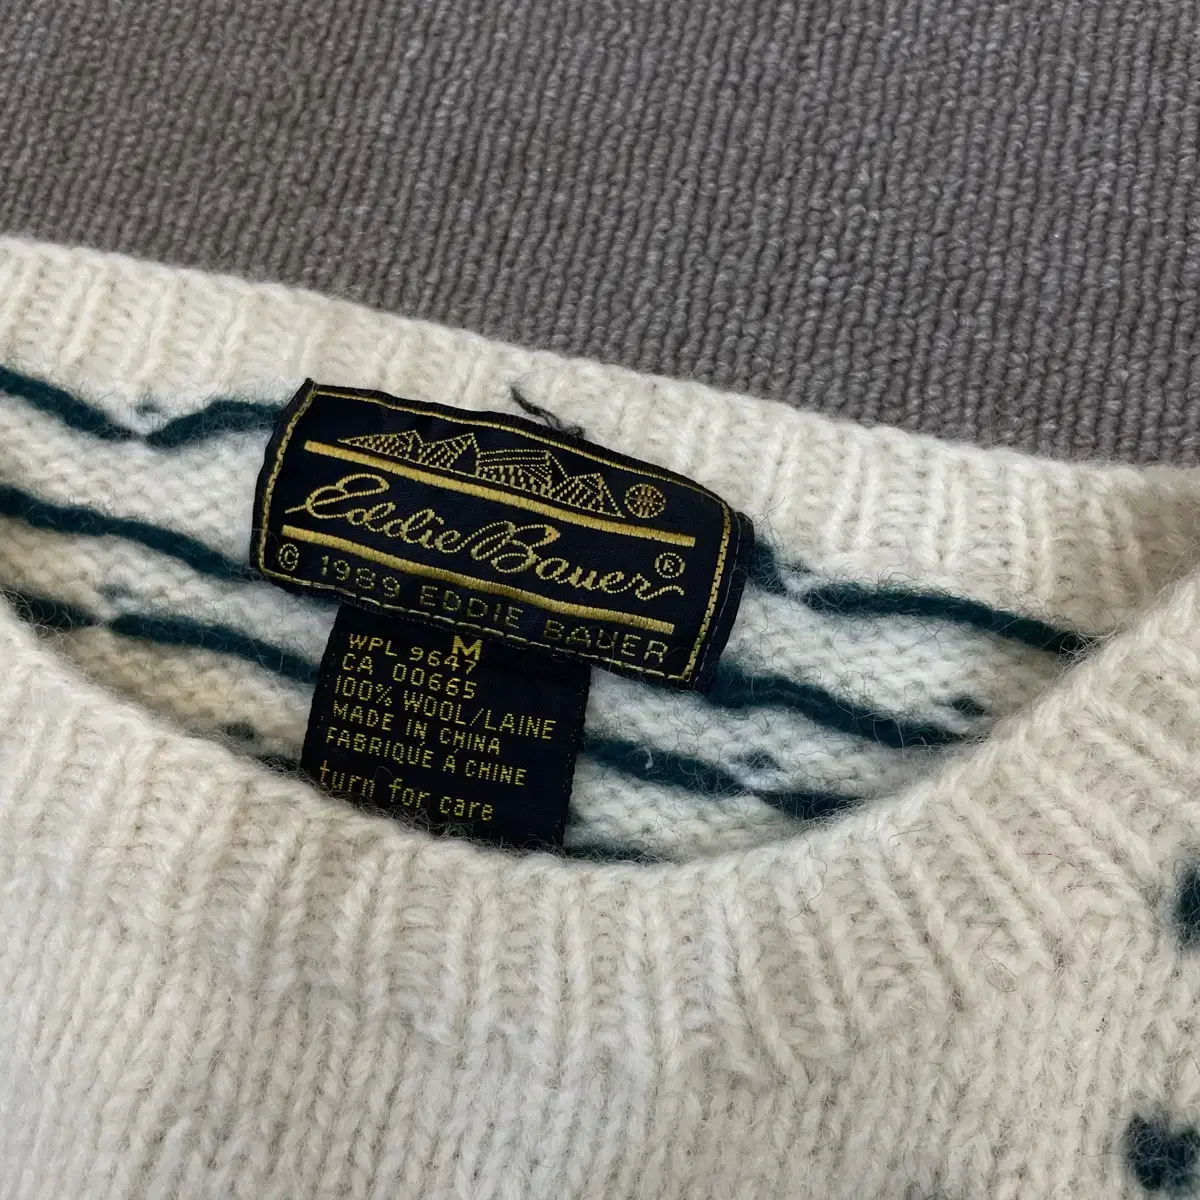 Eddie Bauer ®
© 1989 EDDIE BAUER
M
WPL 9647
CA 00665
100% WOOL/LAINE
MADE IN CHINA
FABRIQUÉ À CHINE
turn for care